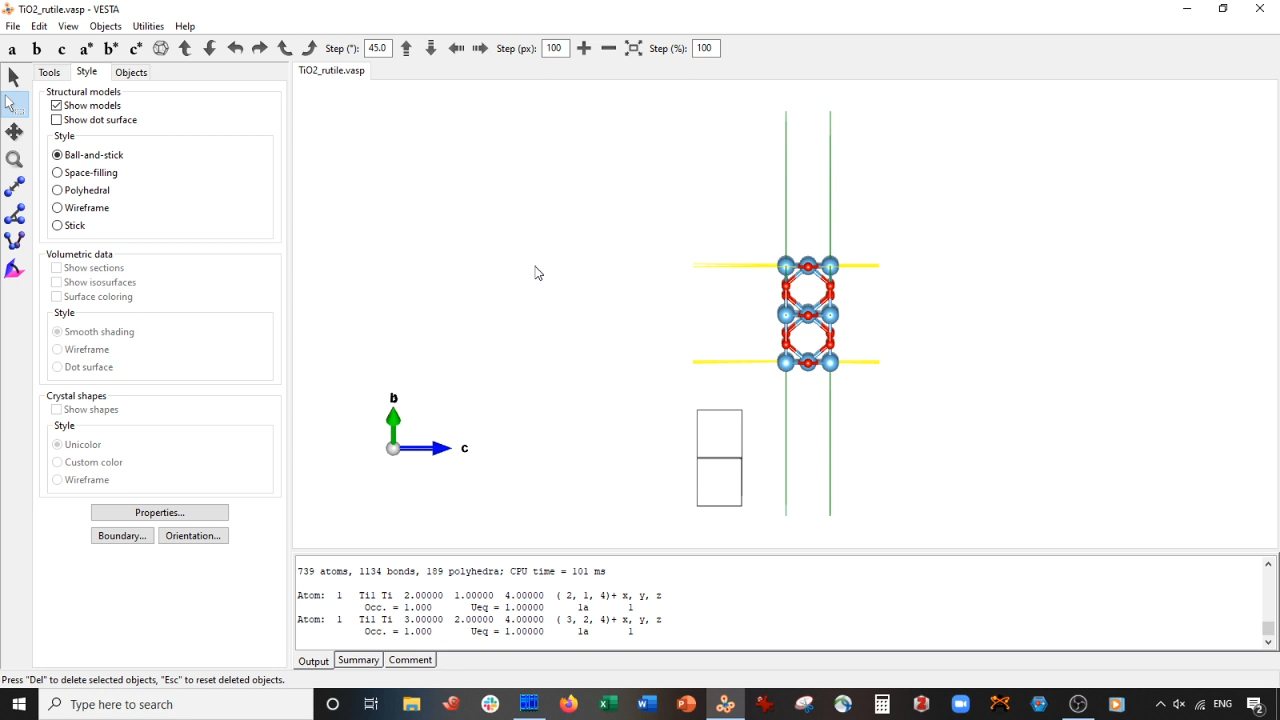 TiO2_rutile.vasp - VESTA
File Edit View Objects Utilities Help
a b c a* b* c* Step (°): 45.0 Step (px): 100 Step (%): 100
Tools Style Objects
TiO2_rutile.vasp
Structural models
Show models
Show dot surface
Style
Ball-and-stick
Space-filling
Polyhedral
Wireframe
Stick
Volumetric data
Show sections
Show isosurfaces
Surface coloring
Style
Smooth shading
Wireframe
Dot surface
Crystal shapes
Show shapes
Style
Unicolor
Custom color
Wireframe
Properties...
Boundary... Orientation...
b
c
739 atoms, 1134 bonds, 189 polyhedra; CPU time = 101 ms
Atom: 1 Ti1 Ti 2.00000 1.00000 4.00000 ( 2, 1, 4)+ x, y, z
Occ. = 1.000 Ueq = 1.00000 1a 1
Atom: 1 Ti1 Ti 3.00000 2.00000 4.00000 ( 3, 2, 4)+ x, y, z
Occ. = 1.000 Ueq = 1.00000 1a 1
Output Summary Comment
Press "Del" to delete selected objects, "Esc" to reset deleted objects.
Type here to search
ENG
2